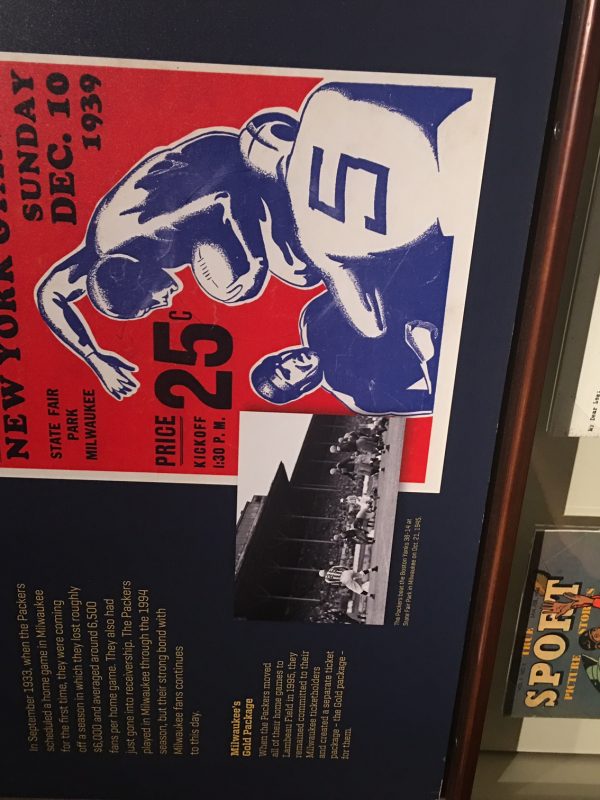 NEW YORK
SUNDAY
DEC. 10
1939
STATE FAIR
PARK
MILWAUKEE
PRICE 25¢
KICKOFF
1:30 P. M.
5
In September 1933, when the Packers
scheduled a home game in Milwaukee
for the first time, they were coming
off a season in which they lost roughly
$6,000 and averaged around 6,500
fans per home game. They also had
just gone into receivership. The Packers
played in Milwaukee through the 1994
season, but their strong bond with
Milwaukee fans continues
to this day.
The Packers beat the Boston Yanks 38-14 at
State Fair Park in Milwaukee on Oct. 21, 1945.
Milwaukee's
Gold Package
When the Packers moved
all of their home games to
Lambeau Field in 1995, they
remained committed to their
Milwaukee ticketholders
and created a separate ticket
package – the Gold, package –
for them.
My Dear
TRUE
SPORT
PICTURE STORIES